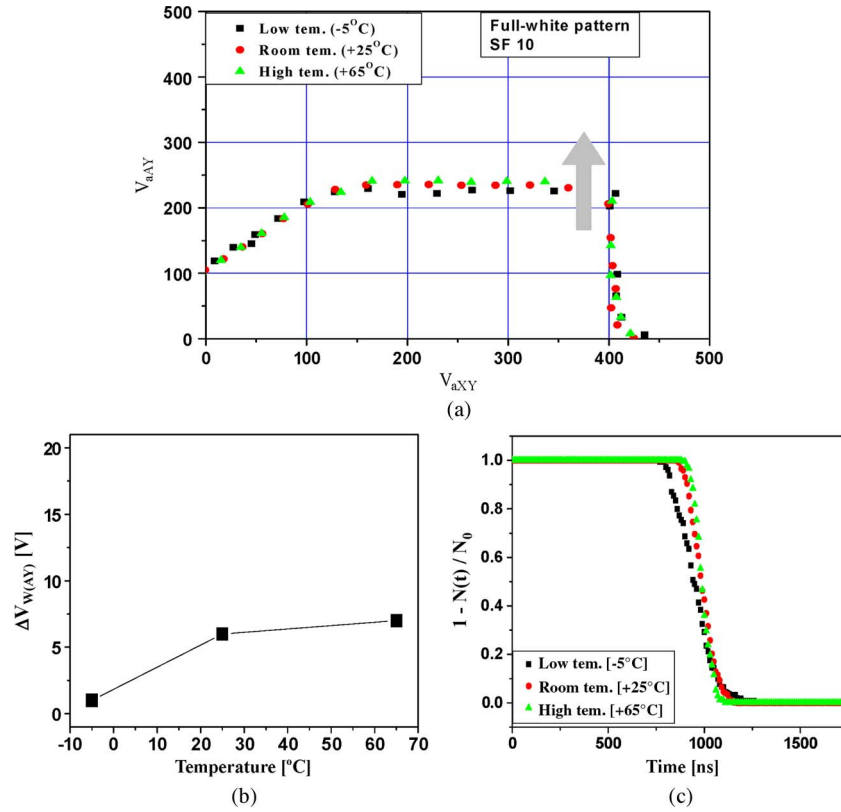 500
400
300
200
100
0
V_aAY
Low tem. (-5°C)
Room tem. (+25°C)
High tem. (+65°C)
Full-white pattern
SF 10
0 100 200 300 400 500
V_aXY
(a)
20
15
10
5
0
ΔV_W(AY) [V]
-10 0 10 20 30 40 50 60 70
Temperature [°C]
(b)
1.0
0.8
0.6
0.4
0.2
0.0
1 - N(t) / N_0
Low tem. [-5°C]
Room tem. [+25°C]
High tem. [+65°C]
0 500 1000 1500
Time [ns]
(c)